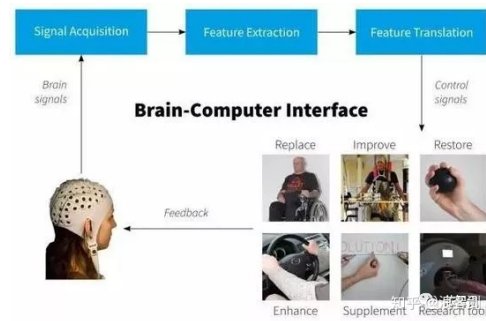 Signal Acquisition
Feature Extraction
Feature Translation
Brain
signals
Control
signals
Brain-Computer Interface
Replace
Improve
Restore
Feedback
Enhance
Supplement
Research tool
知乎